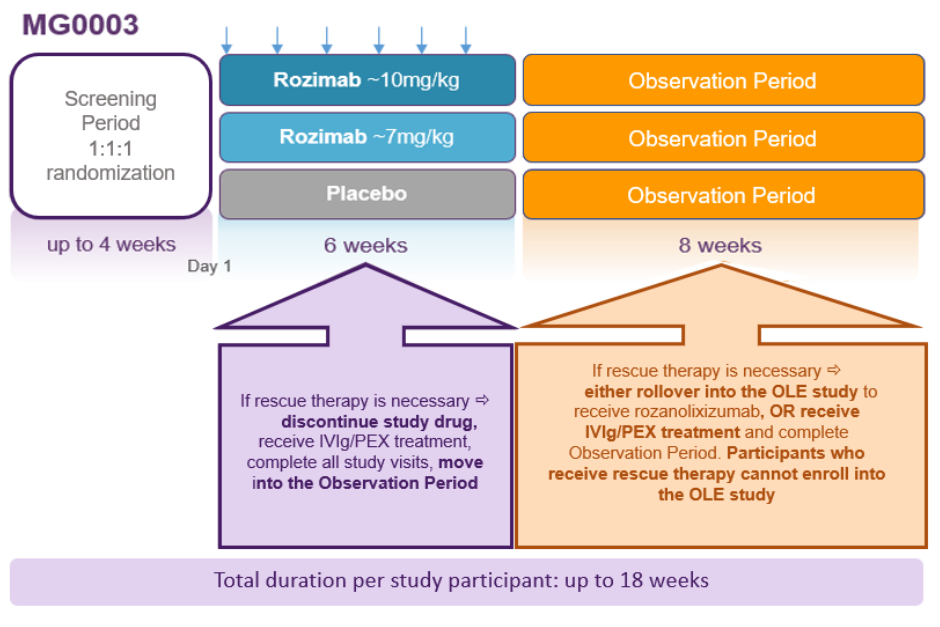 MG0003
Screening
Period
1:1:1
randomization
Rozimab ~10mg/kg
Observation Period
Rozimab ~7mg/kg
Observation Period
Placebo
Observation Period
up to 4 weeks
6 weeks
8 weeks
Day 1
If rescue therapy is necessary ⇨
discontinue study drug,
receive IVIg/PEX treatment,
complete all study visits, move
into the Observation Period
If rescue therapy is necessary ⇨
either rollover into the OLE study to
receive rozanolixizumab, OR receive
IVIg/PEX treatment and complete
Observation Period. Participants who
receive rescue therapy cannot enroll into
the OLE study
Total duration per study participant: up to 18 weeks